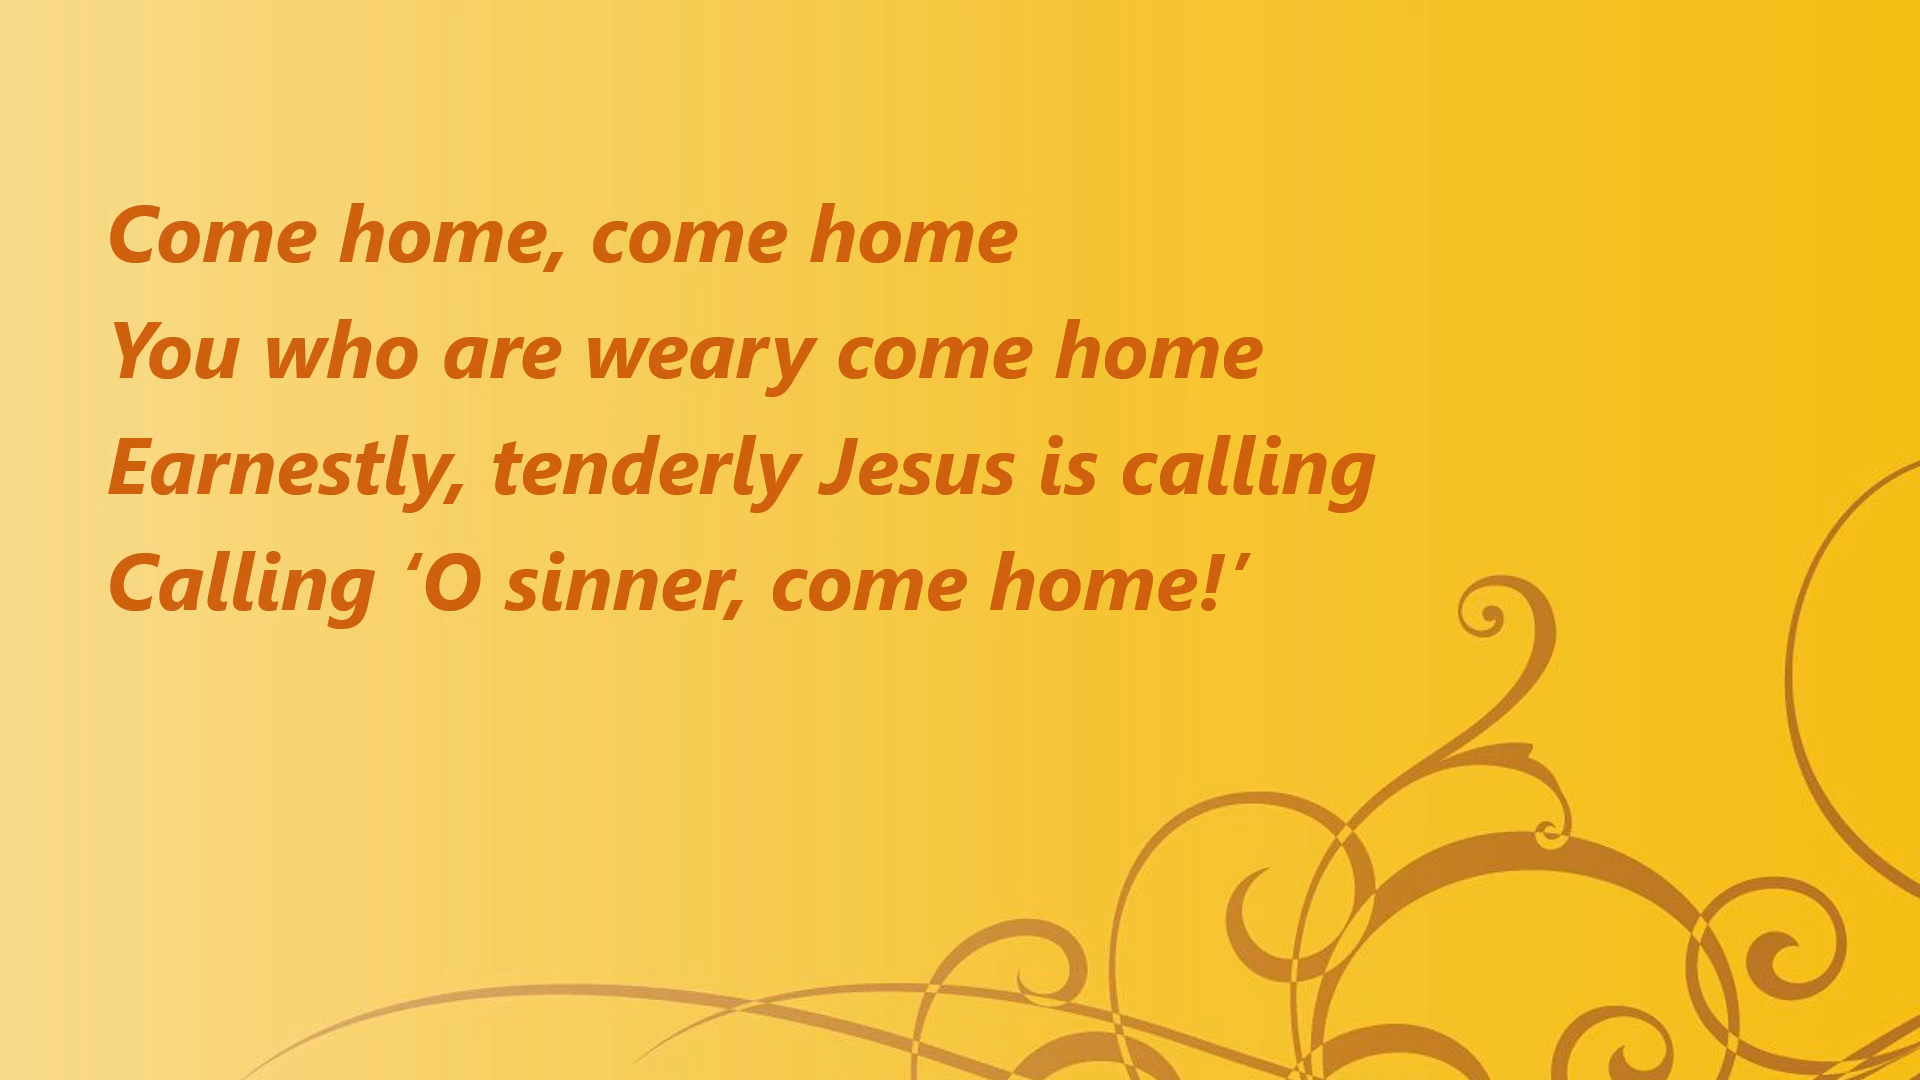 Come home, come home
You who are weary come home
Earnestly, tenderly Jesus is calling
Calling ‘O sinner, come home!’